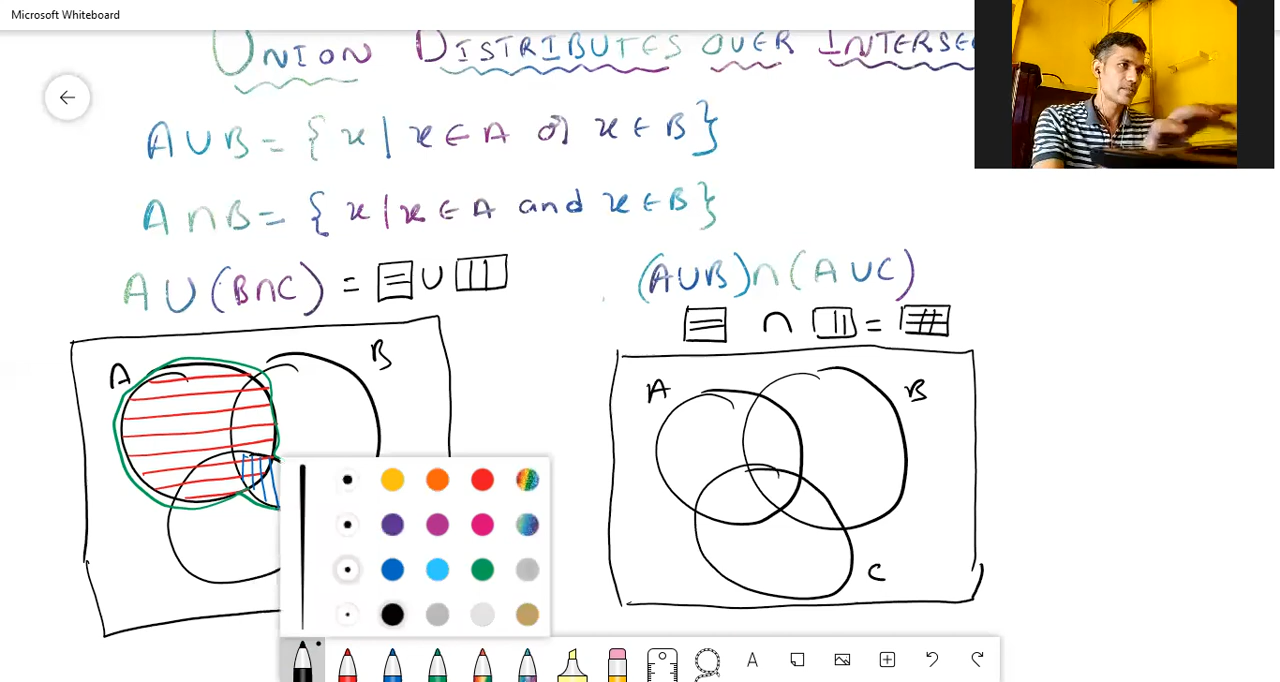 Microsoft Whiteboard
UNION DISTRIBUTES OVER INTERSE
A∪B = { x | x ∈ A or x ∈ B }
A∩B = { x | x ∈ A and x ∈ B }
A ∪ (B∩C) = ∪
(A∪B)∩(A∪C)
∩ =
A B
A B
C
A